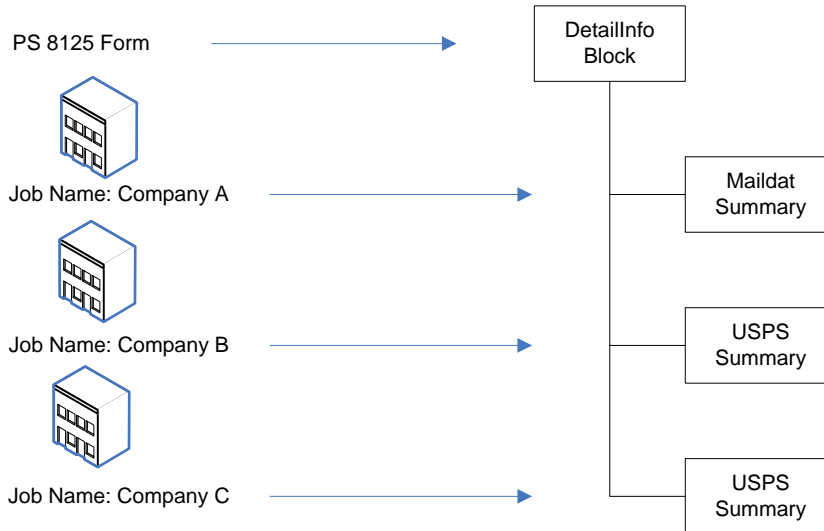 PS 8125 Form
DetailInfo
Block
Job Name: Company A
Maildat
Summary
Job Name: Company B
USPS
Summary
Job Name: Company C
USPS
Summary